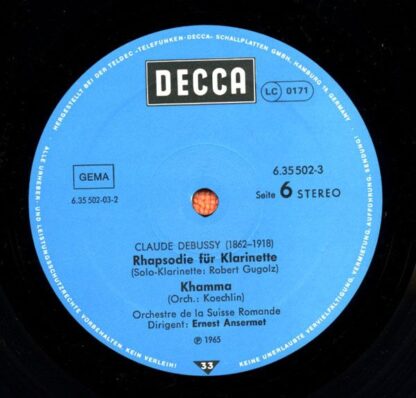 HERGESTELLT BEI DER TELDEC „TELEFUNKEN-DECCA“ SCHALLPLATTEN GMBH, HAMBURG 19, GERMANY
DECCA
LC 0171
GEMA
6.35 502-03-2
6.35 502-3
Seite 6 STEREO
CLAUDE DEBUSSY (1862–1918)
Rhapsodie für Klarinette
(Solo-Klarinette: Robert Gugolz)
Khamma
(Orch.: Koechlin)
Orchestre de la Suisse Romande
Dirigent: Ernest Ansermet
℗ 1965
33
ALLE URHEBER- UND LEISTUNGSSCHUTZRECHTE VORBEHALTEN. KEIN VERLEIH!
KEINE UNERLAUBTE VERVIELFÄLTIGUNG, VERMIETUNG, AUFFÜHRUNG, SENDUNG!